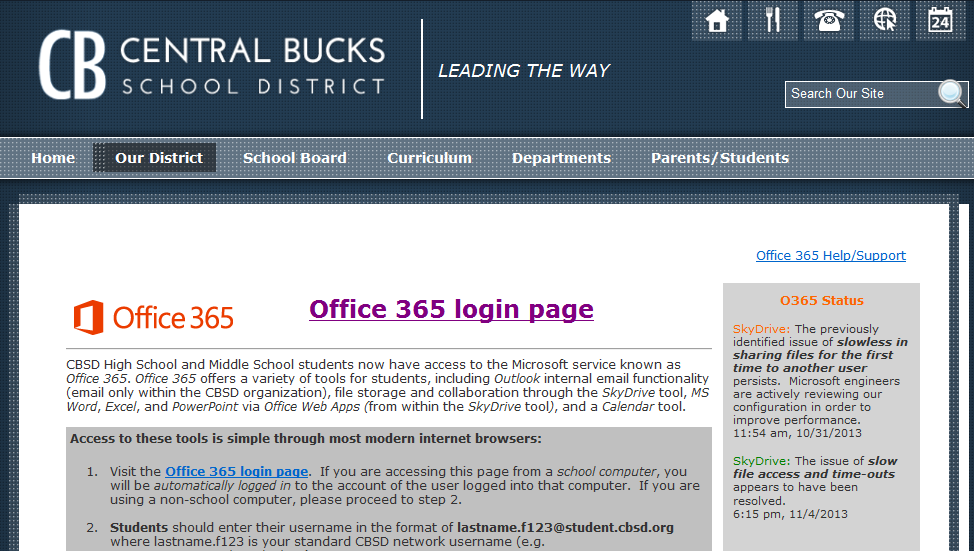 CB CENTRAL BUCKS
SCHOOL DISTRICT
LEADING THE WAY
24
Search Our Site
Home Our District School Board Curriculum Departments Parents/Students
Office 365 Help/Support
Office 365
Office 365 login page
CBSD High School and Middle School students now have access to the Microsoft service known as
Office 365. Office 365 offers a variety of tools for students, including Outlook internal email functionality
(email only within the CBSD organization), file storage and collaboration through the SkyDrive tool, MS
Word, Excel, and PowerPoint via Office Web Apps (from within the SkyDrive tool), and a Calendar tool.
Access to these tools is simple through most modern internet browsers:
1. Visit the Office 365 login page. If you are accessing this page from a school computer, you
will be automatically logged in to the account of the user logged into that computer. If you are
using a non-school computer, please proceed to step 2.
2. Students should enter their username in the format of lastname.f123@student.cbsd.org
where lastname.f123 is your standard CBSD network username (e.g.
O365 Status
SkyDrive: The previously
identified issue of slowless in
sharing files for the first
time to another user
persists. Microsoft engineers
are actively reviewing our
configuration in order to
improve performance.
11:54 am, 10/31/2013
SkyDrive: The issue of slow
file access and time-outs
appears to have been
resolved.
6:15 pm, 11/4/2013